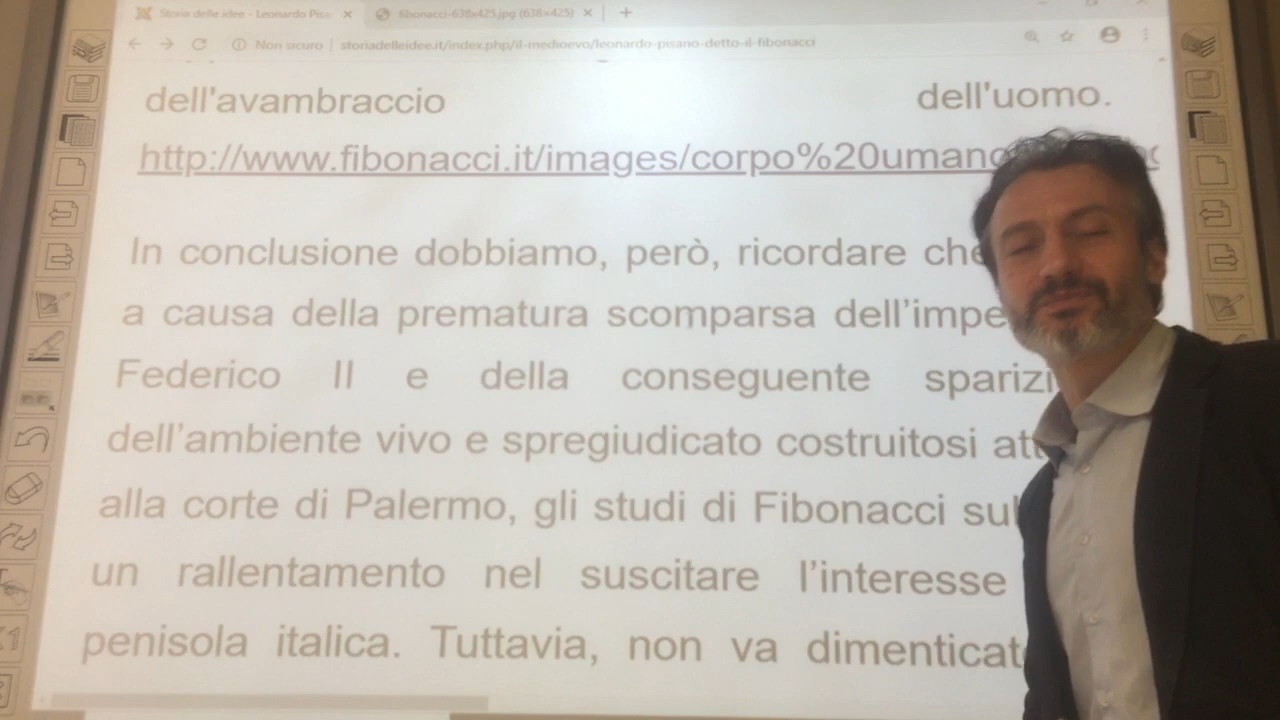 Storia delle idee - Leonardo Pisa
fibonacci-638x425.jpg (638×425)
Non sicuro | storiadelleidee.it/index.php/il-medioevo/leonardo-pisano-detto-il-fibonacci
dell'avambraccio dell'uomo.
http://www.fibonacci.it/images/corpo%20umano
In conclusione dobbiamo, però, ricordare che
a causa della prematura scomparsa dell'impe
Federico II e della conseguente sparizi
dell'ambiente vivo e spregiudicato costruitosi att
alla corte di Palermo, gli studi di Fibonacci sul
un rallentamento nel suscitare l'interesse
penisola italica. Tuttavia, non va dimenticat